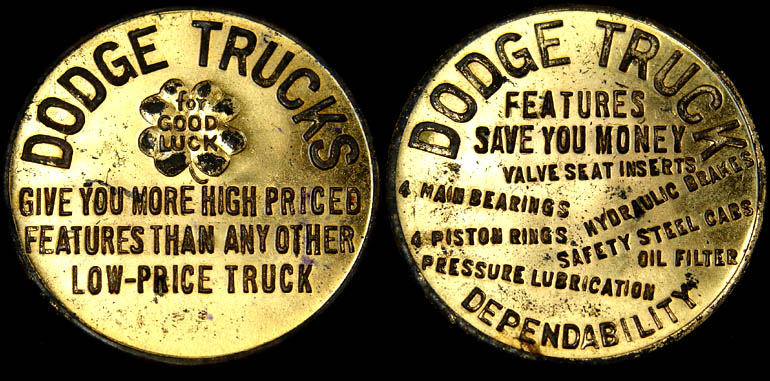 DODGE TRUCKS
for
GOOD
LUCK
GIVE YOU MORE HIGH PRICED
FEATURES THAN ANY OTHER
LOW-PRICE TRUCK
DODGE TRUCK
FEATURES
SAVE YOU MONEY
VALVE SEAT INSERTS
4 MAIN BEARINGS
HYDRAULIC BRAKES
4 PISTON RINGS
SAFETY STEEL CABS
OIL FILTER
PRESSURE LUBRICATION
DEPENDABILITY